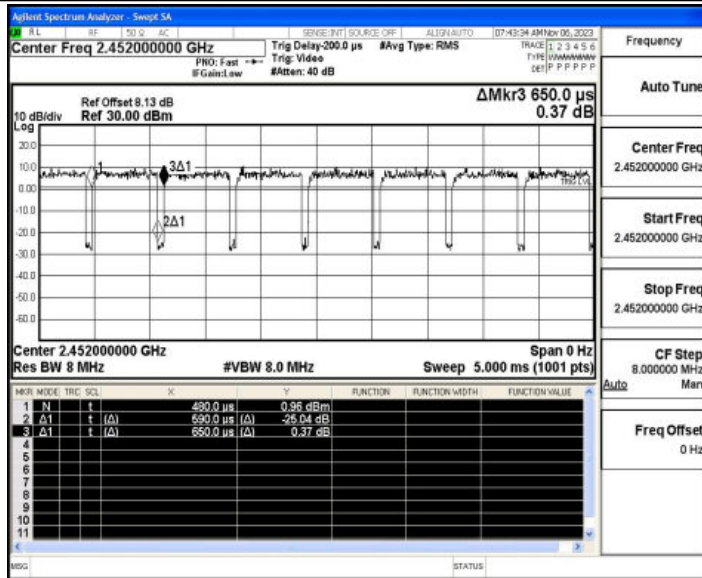 Agilent Spectrum Analyzer - Swept SA
RL RF 50 Ω AC SENSE:INT SOURCE OFF ALIGN AUTO 07:43:34 AM Nov 06, 2023
Center Freq 2.452000000 GHz
PNO: Fast
IFGain:Low
Trig Delay-200.0 µs
Trig: Video
#Atten: 40 dB
#Avg Type: RMS
TRACE 1 2 3 4 5 6
TYPE
DET P P P P P P
Frequency
Auto Tune
Center Freq
2.452000000 GHz
Start Freq
2.452000000 GHz
Stop Freq
2.452000000 GHz
CF Step
8.000000 MHz
Auto Man
Freq Offset
0 Hz
ΔMkr3 650.0 µs
0.37 dB
Ref Offset 8.13 dB
10 dB/div Ref 30.00 dBm
Log
20.0
10.0
0.00
-10.0
-20.0
-30.0
-40.0
-50.0
-60.0
1
3Δ1
2Δ1
TRIG LVL
Center 2.452000000 GHz Span 0 Hz
Res BW 8 MHz #VBW 8.0 MHz Sweep 5.000 ms (1001 pts)
MKR MODE TRC SCL X Y FUNCTION FUNCTION WIDTH FUNCTION VALUE
1 N t 480.0 µs 0.96 dBm
2 Δ1 t (Δ) 590.0 µs (Δ) -25.04 dB
3 Δ1 t (Δ) 650.0 µs (Δ) 0.37 dB
4
5
6
7
8
9
10
11
MSG STATUS